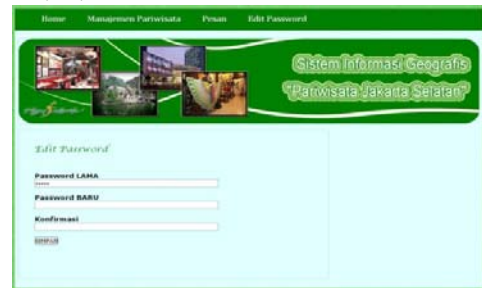 Home Manajemen Pariwisata Pesan Edit Password
Sistem Informasi Geografis
"Pariwisata Jakarta Selatan"
Edit Password
Password LAMA
Password BARU
Konfirmasi
SIMPAN